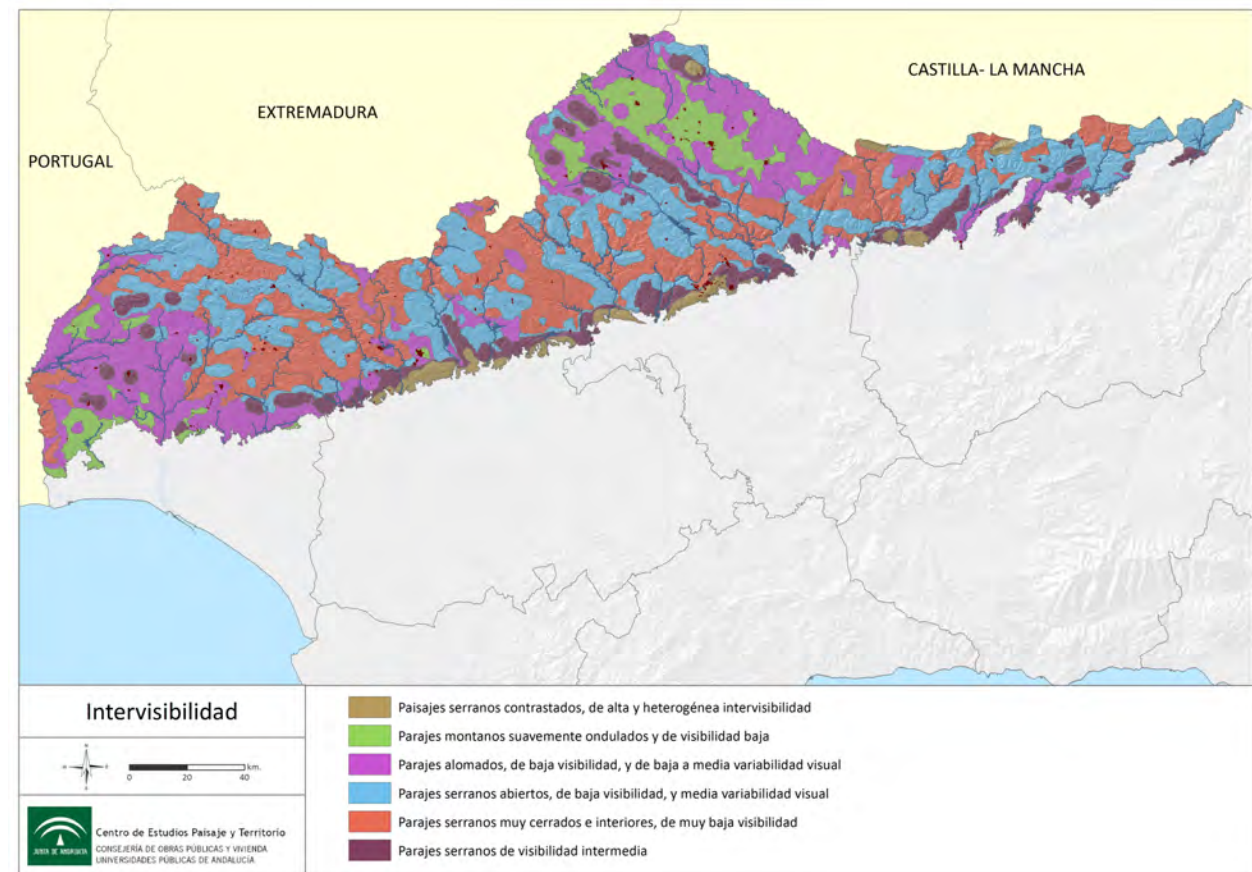 CASTILLA- LA MANCHA
EXTREMADURA
PORTUGAL
Intervisibilidad
N
0 20 40 km.
JUNTA DE ANDALUCIA
Centro de Estudios Paisaje y Territorio
CONSEJERÍA DE OBRAS PÚBLICAS Y VIVIENDA
UNIVERSIDADES PÚBLICAS DE ANDALUCÍA
Paisajes serranos contrastados, de alta y heterogénea intervisibilidad
Parajes montanos suavemente ondulados y de visibilidad baja
Parajes alomados, de baja visibilidad, y de baja a media variabilidad visual
Parajes serranos abiertos, de baja visibilidad, y media variabilidad visual
Parajes serranos muy cerrados e interiores, de muy baja visibilidad
Parajes serranos de visibilidad intermedia